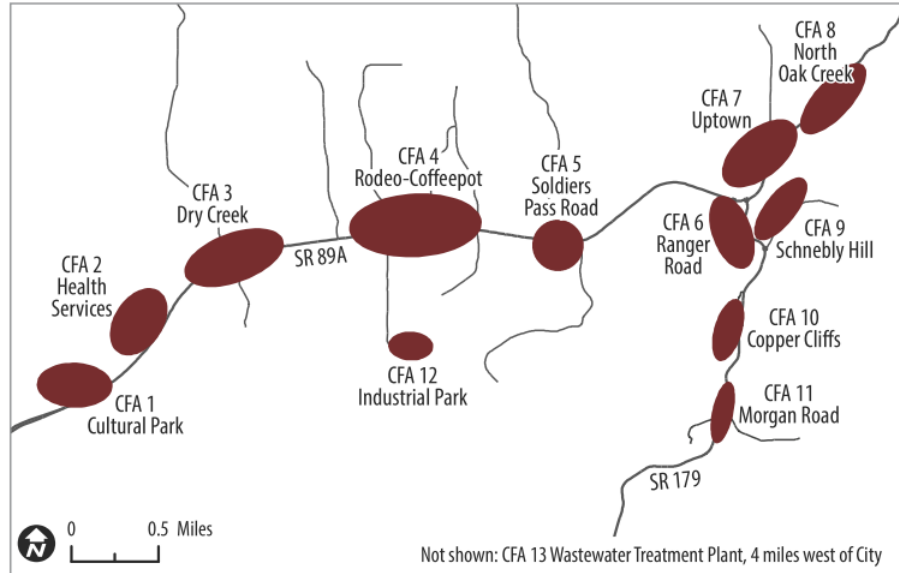 CFA 8
North
Oak Creek
CFA 7
Uptown
CFA 4
Rodeo-Coffeepot
CFA 5
Soldiers
Pass Road
CFA 3
Dry Creek
CFA 6
Ranger
Road
CFA 9
Schnebly Hill
SR 89A
CFA 2
Health
Services
CFA 10
Copper Cliffs
CFA 12
Industrial Park
CFA 1
Cultural Park
CFA 11
Morgan Road
SR 179
N
0 0.5 Miles
Not shown: CFA 13 Wastewater Treatment Plant, 4 miles west of City